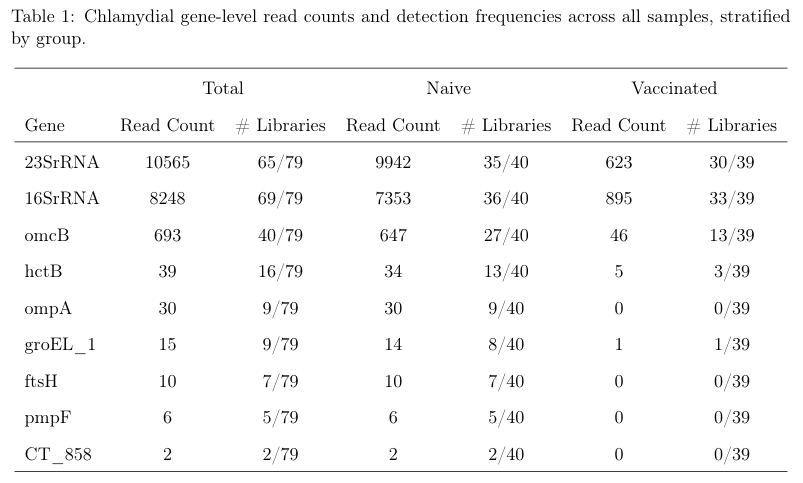 Table 1: Chlamydial gene-level read counts and detection frequencies across all samples, stratified
by group.
Total Naive Vaccinated
Gene Read Count # Libraries Read Count # Libraries Read Count # Libraries
23SrRNA 10565 65/79 9942 35/40 623 30/39
16SrRNA 8248 69/79 7353 36/40 895 33/39
omcB 693 40/79 647 27/40 46 13/39
hctB 39 16/79 34 13/40 5 3/39
ompA 30 9/79 30 9/40 0 0/39
groEL_1 15 9/79 14 8/40 1 1/39
ftsH 10 7/79 10 7/40 0 0/39
pmpF 6 5/79 6 5/40 0 0/39
CT_858 2 2/79 2 2/40 0 0/39